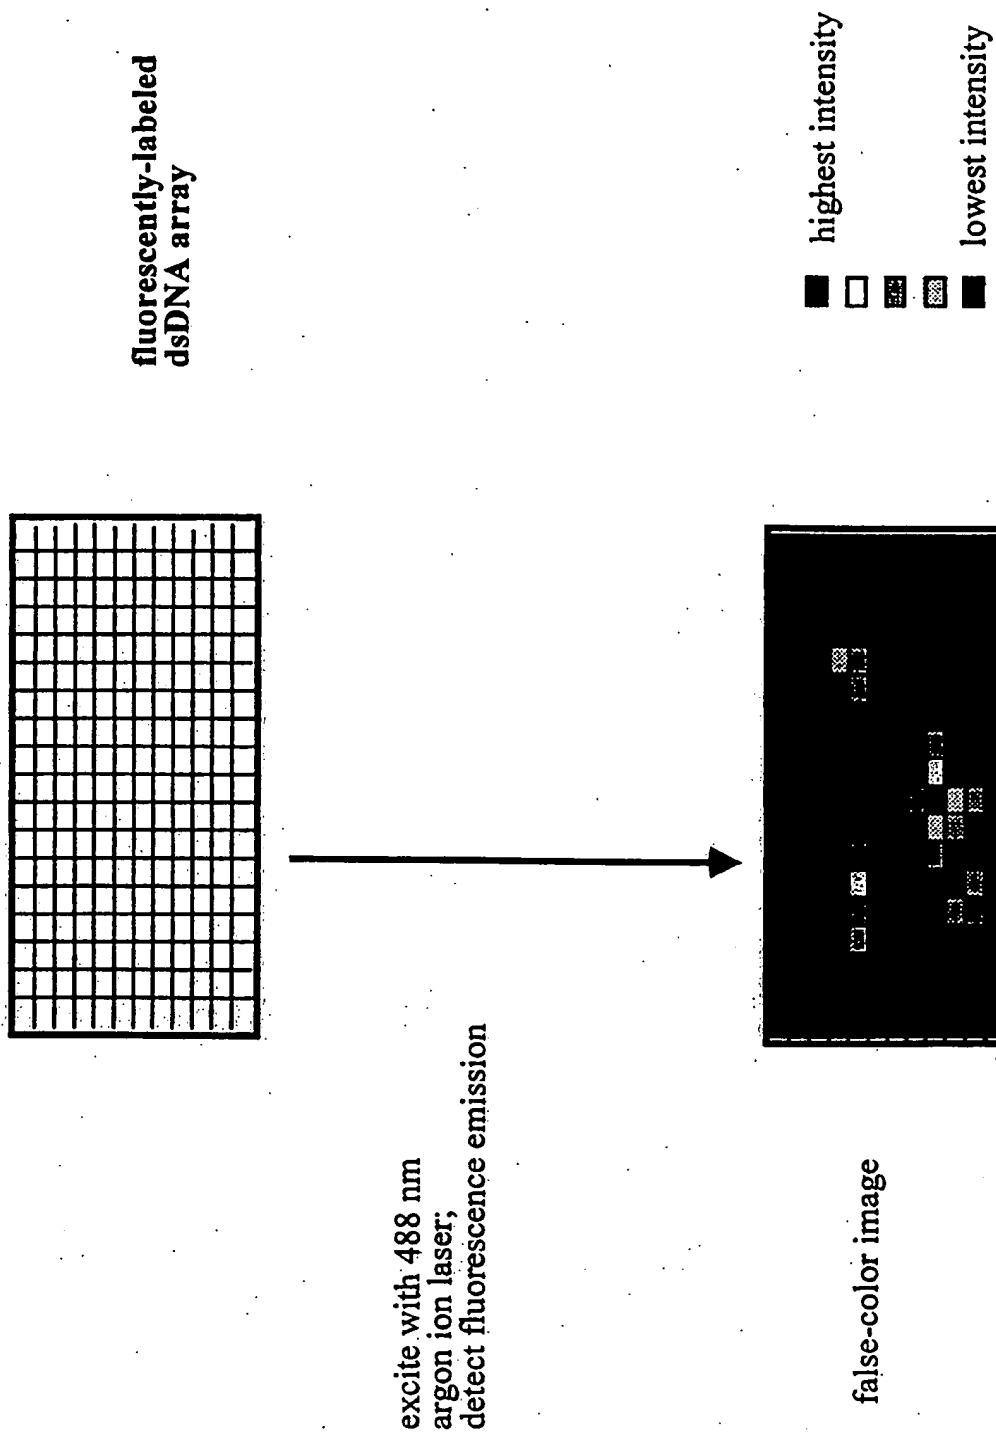 fluorescently-labeled
dsDNA array
excite with 488 nm
argon ion laser;
detect fluorescence emission
false-color image
highest intensity
lowest intensity